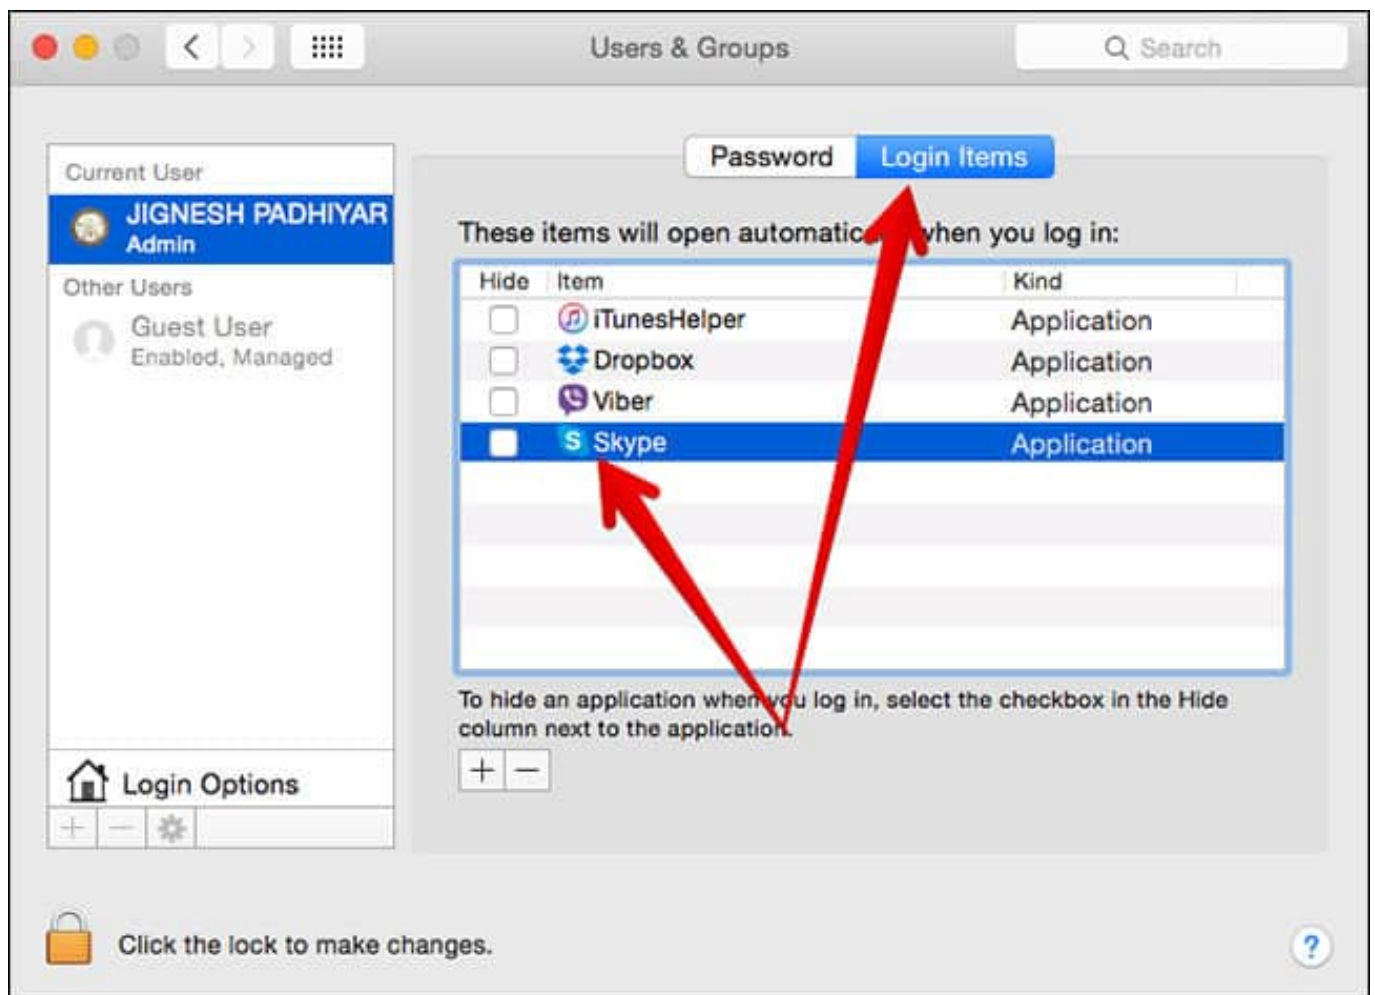 Users & Groups
Search
Password
Login Items
Current User
JIGNESH PADHIYAR
Admin
Other Users
Guest User
Enabled, Managed
Login Options
These items will open automatic when you log in:
Hide Item Kind
iTunesHelper Application
Dropbox Application
Viber Application
S Skype Application
To hide an application when you log in, select the checkbox in the Hide
column next to the application.
Click the lock to make changes.
?